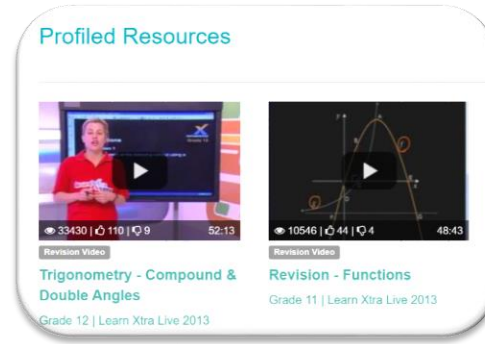 Profiled Resources
33430 | 110 | 9 52:13
10546 | 44 | 4 48:43
Revision Video
Revision Video
Trigonometry - Compound &
Double Angles
Revision - Functions
Grade 12 | Learn Xtra Live 2013
Grade 11 | Learn Xtra Live 2013